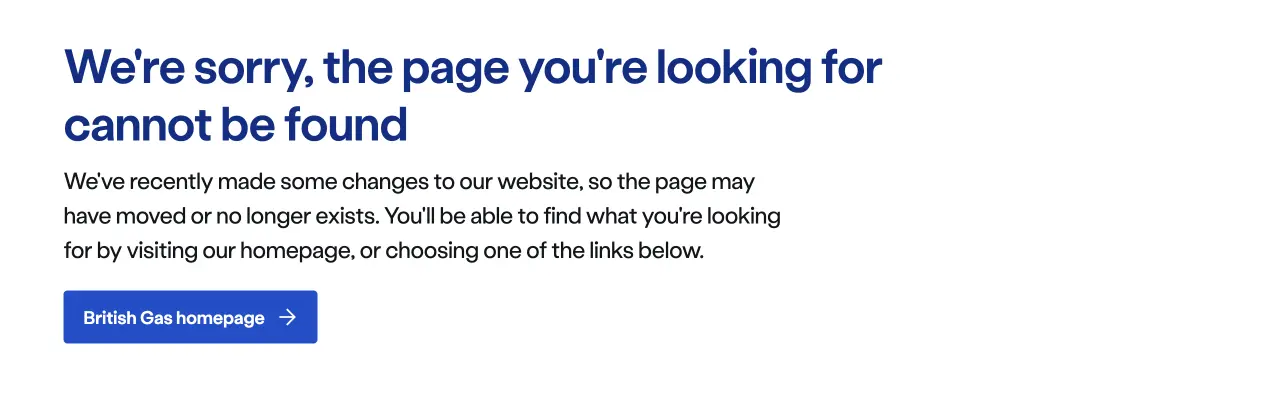 We're sorry, the page you're looking for
cannot be found
We've recently made some changes to our website, so the page may
have moved or no longer exists. You'll be able to find what you're looking
for by visiting our homepage, or choosing one of the links below.
British Gas homepage